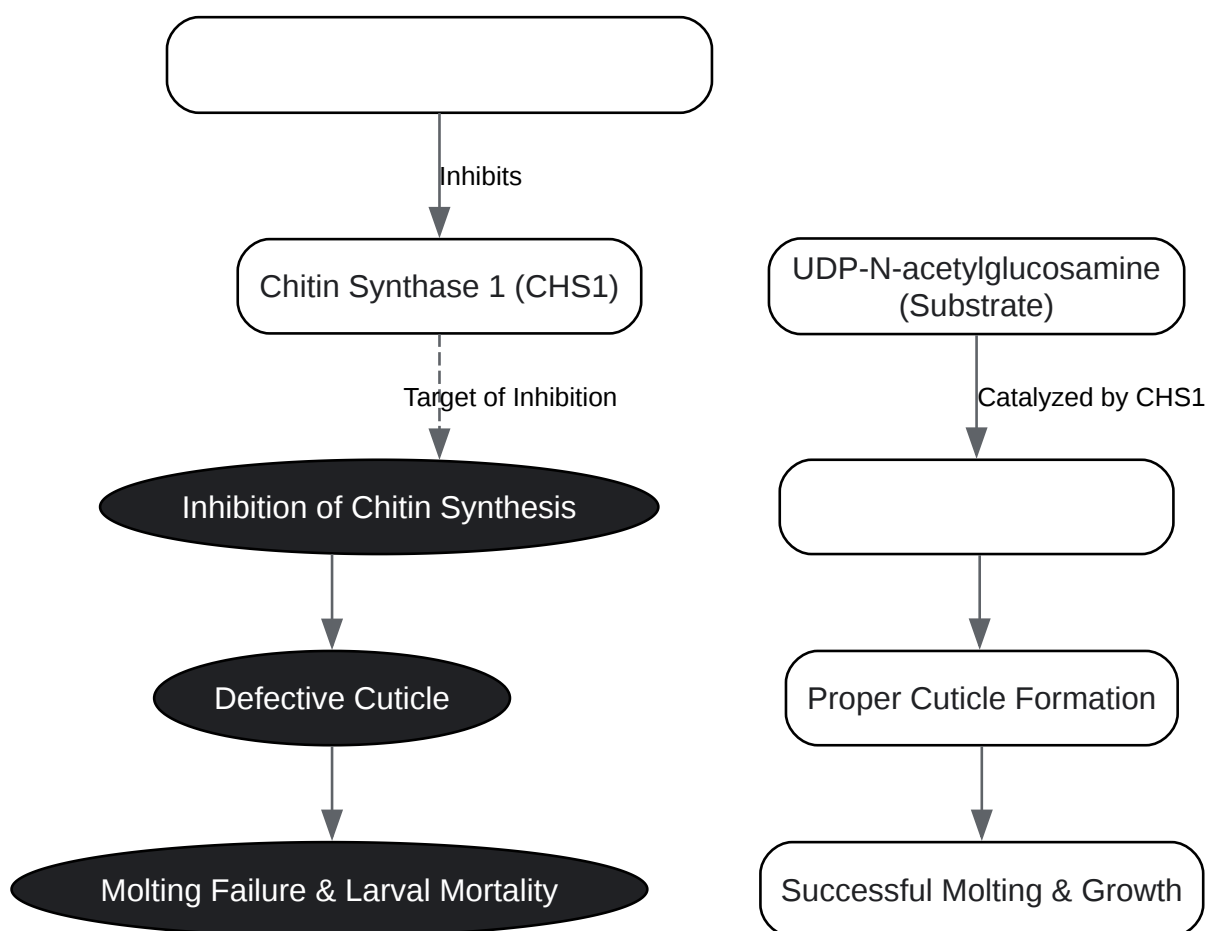 Inhibits
Chitin Synthase 1 (CHS1)
UDP-N-acetylglucosamine
(Substrate)
Target of Inhibition
Catalyzed by CHS1
Inhibition of Chitin Synthesis
Defective Cuticle
Proper Cuticle Formation
Molting Failure & Larval Mortality
Successful Molting & Growth